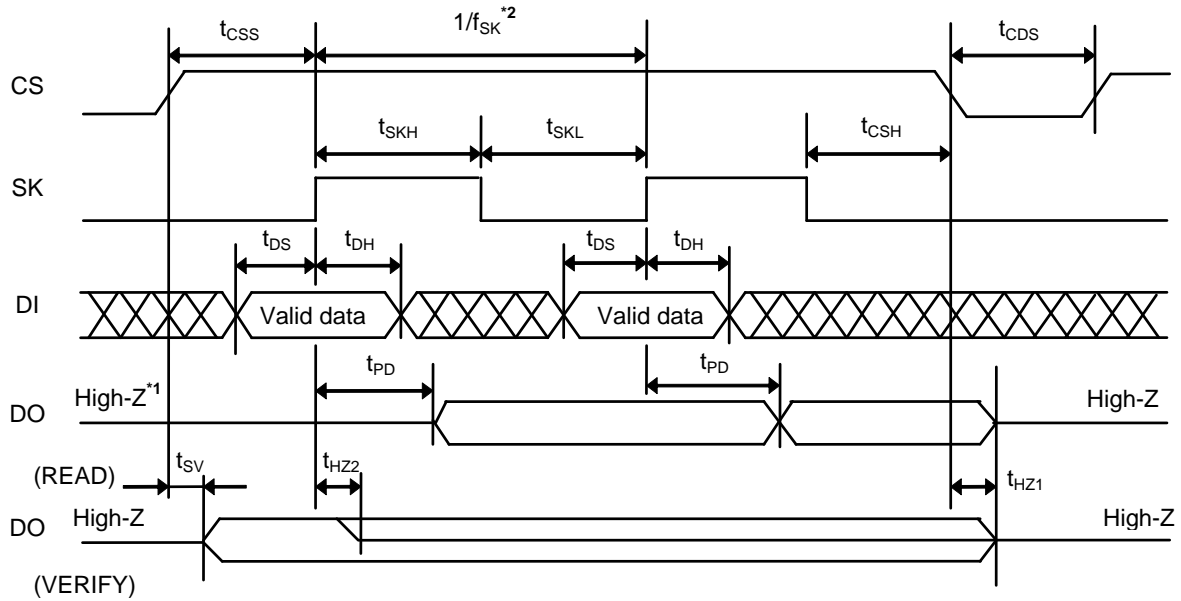 tCSS 1/fSK*2 tCDS
CS
tSKH tSKL tCSH
SK
tDS tDH tDS tDH
DI Valid data Valid data
tPD tPD
DO High-Z*1 High-Z
(READ) tSV tHZ2 tHZ1
DO High-Z High-Z
(VERIFY)